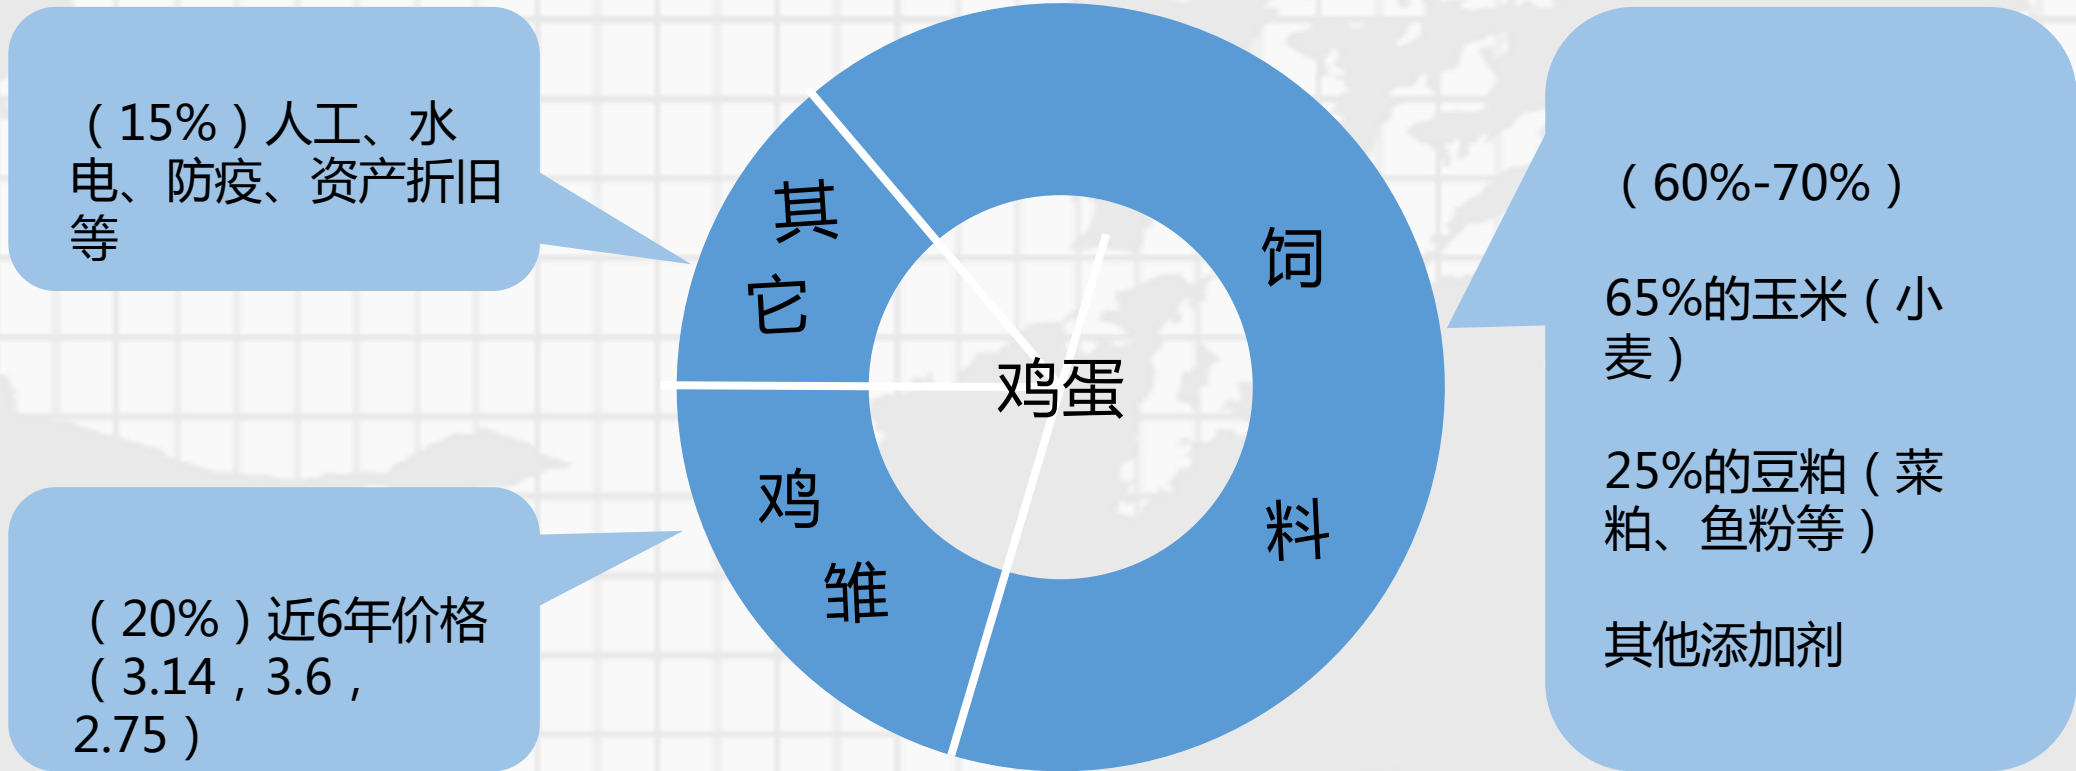 （15%）人工、水
电、防疫、资产折旧
等
其
它
鸡蛋
饲
料
鸡
雏
（60%-70%）
65%的玉米（小
麦）
25%的豆粕（菜
粕、鱼粉等）
其他添加剂
（20%）近6年价格
（3.14，3.6，
2.75）